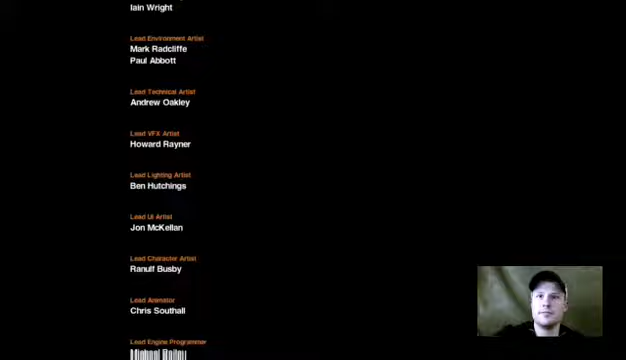 Iain Wright
Lead Environment Artist
Mark Radcliffe
Paul Abbott
Lead Technical Artist
Andrew Oakley
Lead VFX Artist
Howard Rayner
Lead Lighting Artist
Ben Hutchings
Lead UI Artist
Jon McKellan
Lead Character Artist
Ranulf Busby
Lead Animator
Chris Southall
Lead Engine Programmer
Michael Bailey